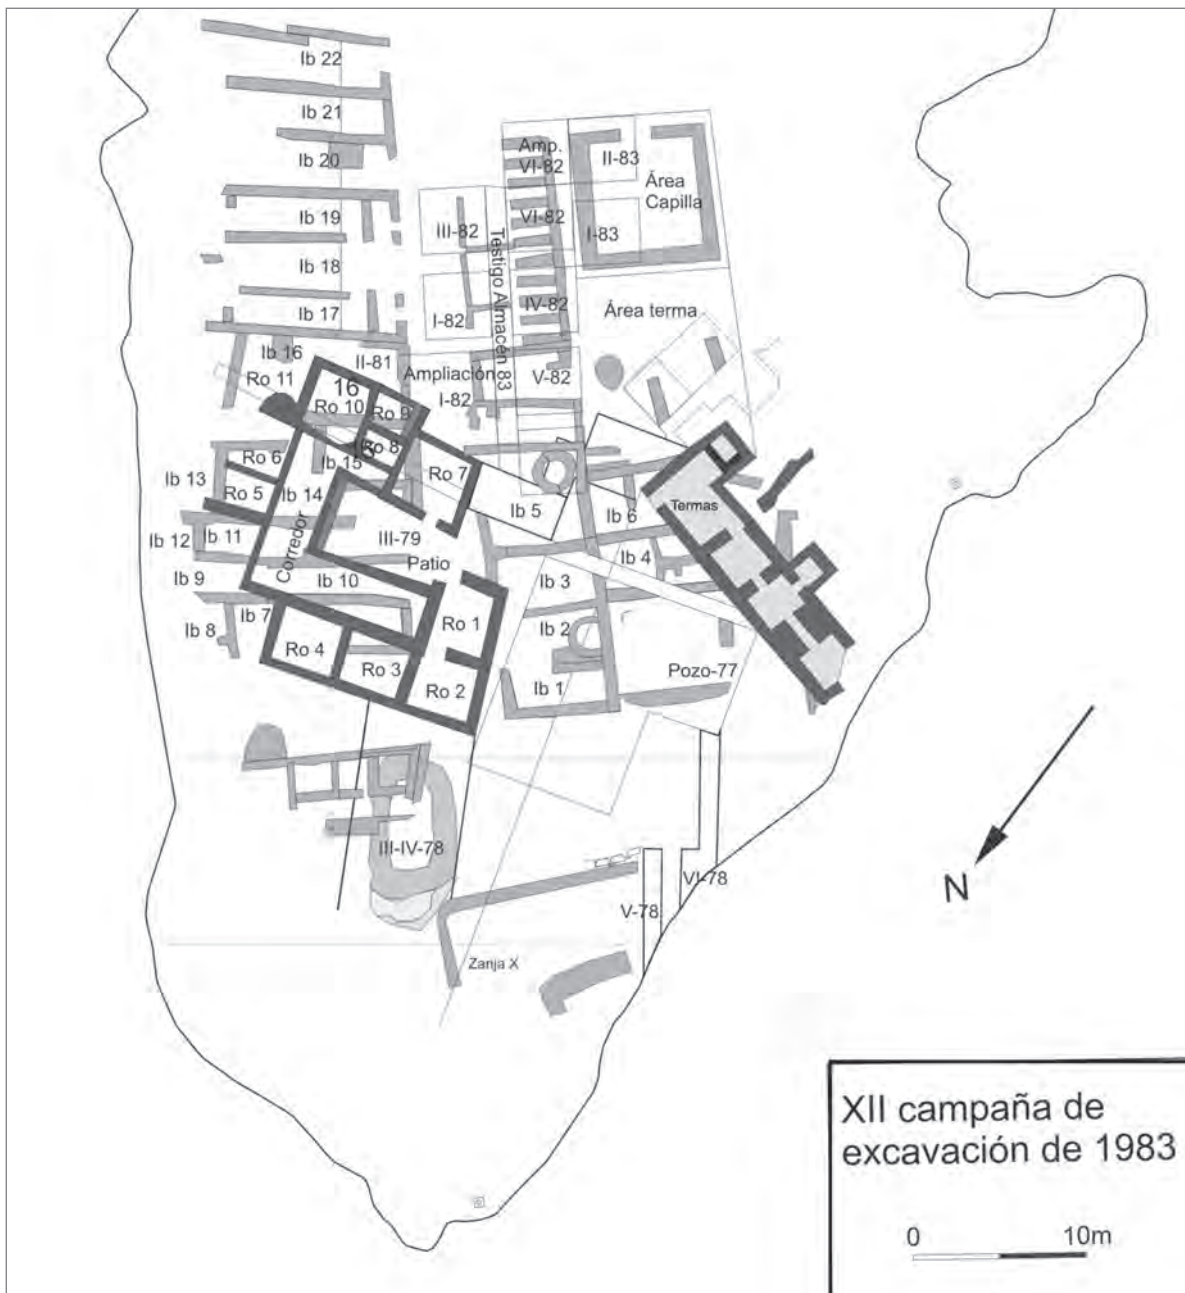 Ib 22
Ib 21
Amp.
VI-82
II-83
Ib 20
Área
Capilla
Ib 19
III-82
VI-82
I-83
Testigo Almacén 83
Ib 18
Ib 17
I-82
IV-82
Área terma
Ib 16
II-81
Ro 11
16
Ampliación
I-82
V-82
Ro 10
Ro 9
Ro 8
Ro 6
Ib 15
Ro 7
Ib 13
Ro 5
Ib 14
Ib 5
Ib 6
Termas
Ib 12
Ib 11
Corredor
III-79
Patio
Ib 4
Ib 9
Ib 10
Ib 3
Ib 7
Ib 8
Ro 1
Ib 2
Ro 4
Ro 3
Ro 2
Ib 1
Pozo-77
III-IV-78
VI-78
V-78
N
Zanja X
XII campaña de
excavación de 1983
0 10m